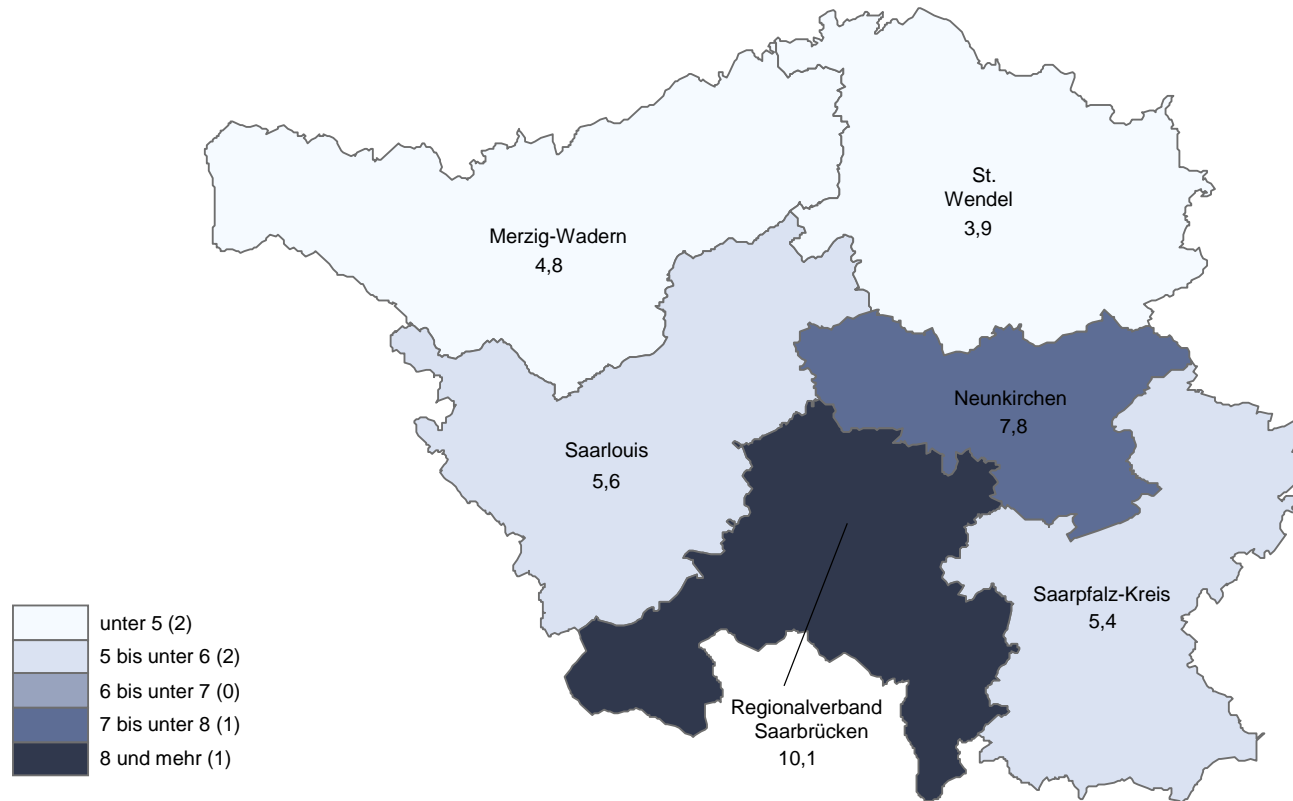 St.
Wendel
3,9
Merzig-Wadern
4,8
Neunkirchen
7,8
Saarlouis
5,6
Saarpfalz-Kreis
5,4
Regionalverband
Saarbrücken
10,1
unter 5 (2)
5 bis unter 6 (2)
6 bis unter 7 (0)
7 bis unter 8 (1)
8 und mehr (1)